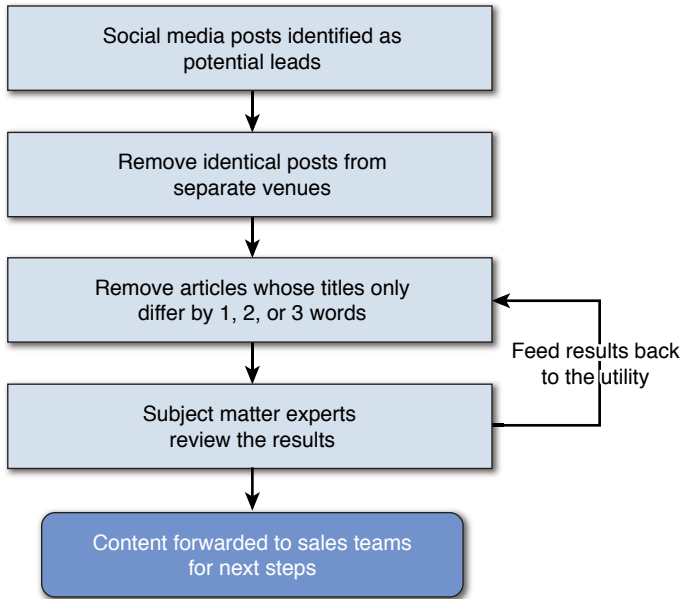 Social media posts identified as
potential leads
Remove identical posts from
separate venues
Remove articles whose titles only
differ by 1, 2, or 3 words
Feed results back
to the utility
Subject matter experts
review the results
Content forwarded to sales teams
for next steps